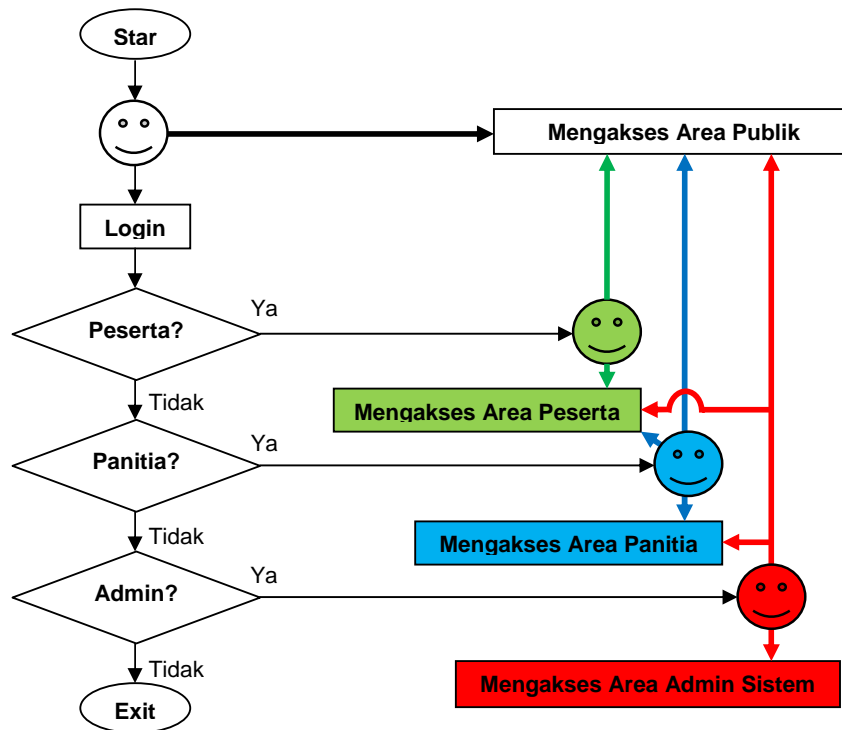 Star
Mengakses Area Publik
Login
Peserta?
Ya
Tidak
Mengakses Area Peserta
Panitia?
Ya
Tidak
Mengakses Area Panitia
Admin?
Ya
Tidak
Mengakses Area Admin Sistem
Exit